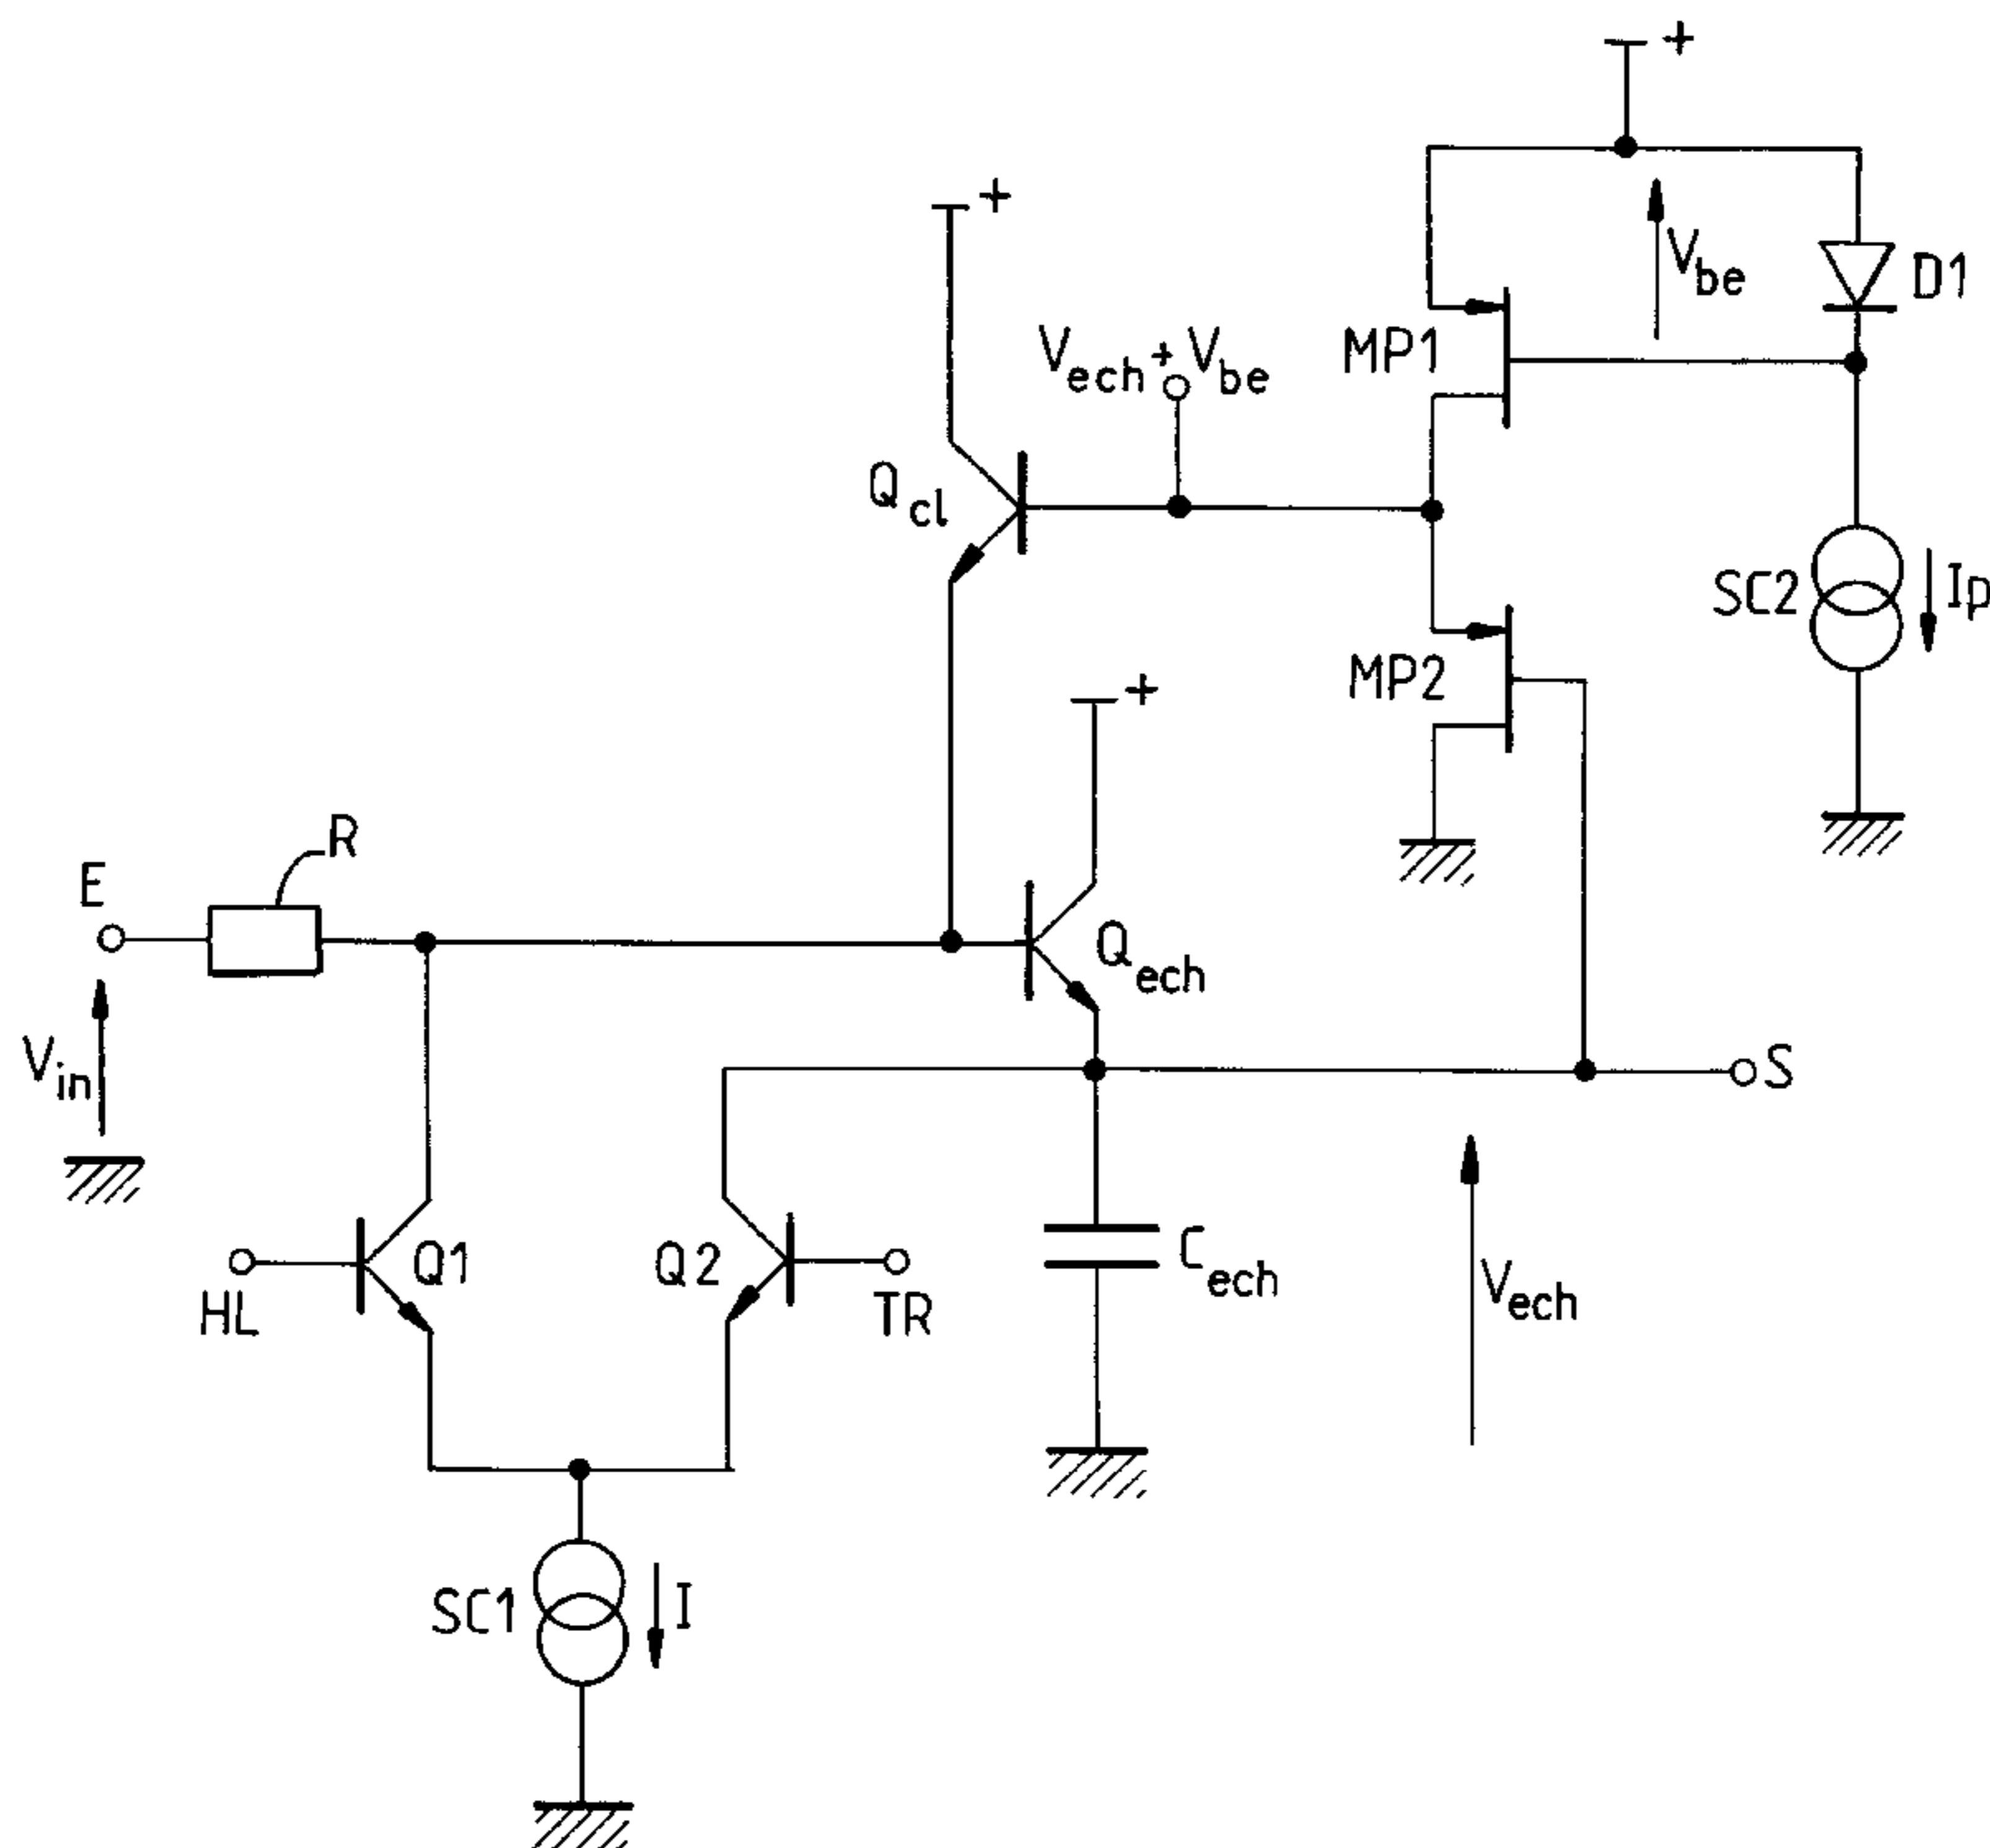 +
+
Vbe
D1
MP1
Vech + Vbe
Qcl
SC2
Ip
MP2
+
R
E
Qech
Vin
S
Q1
Q2
Cech
Vech
HL
TR
SC1
I